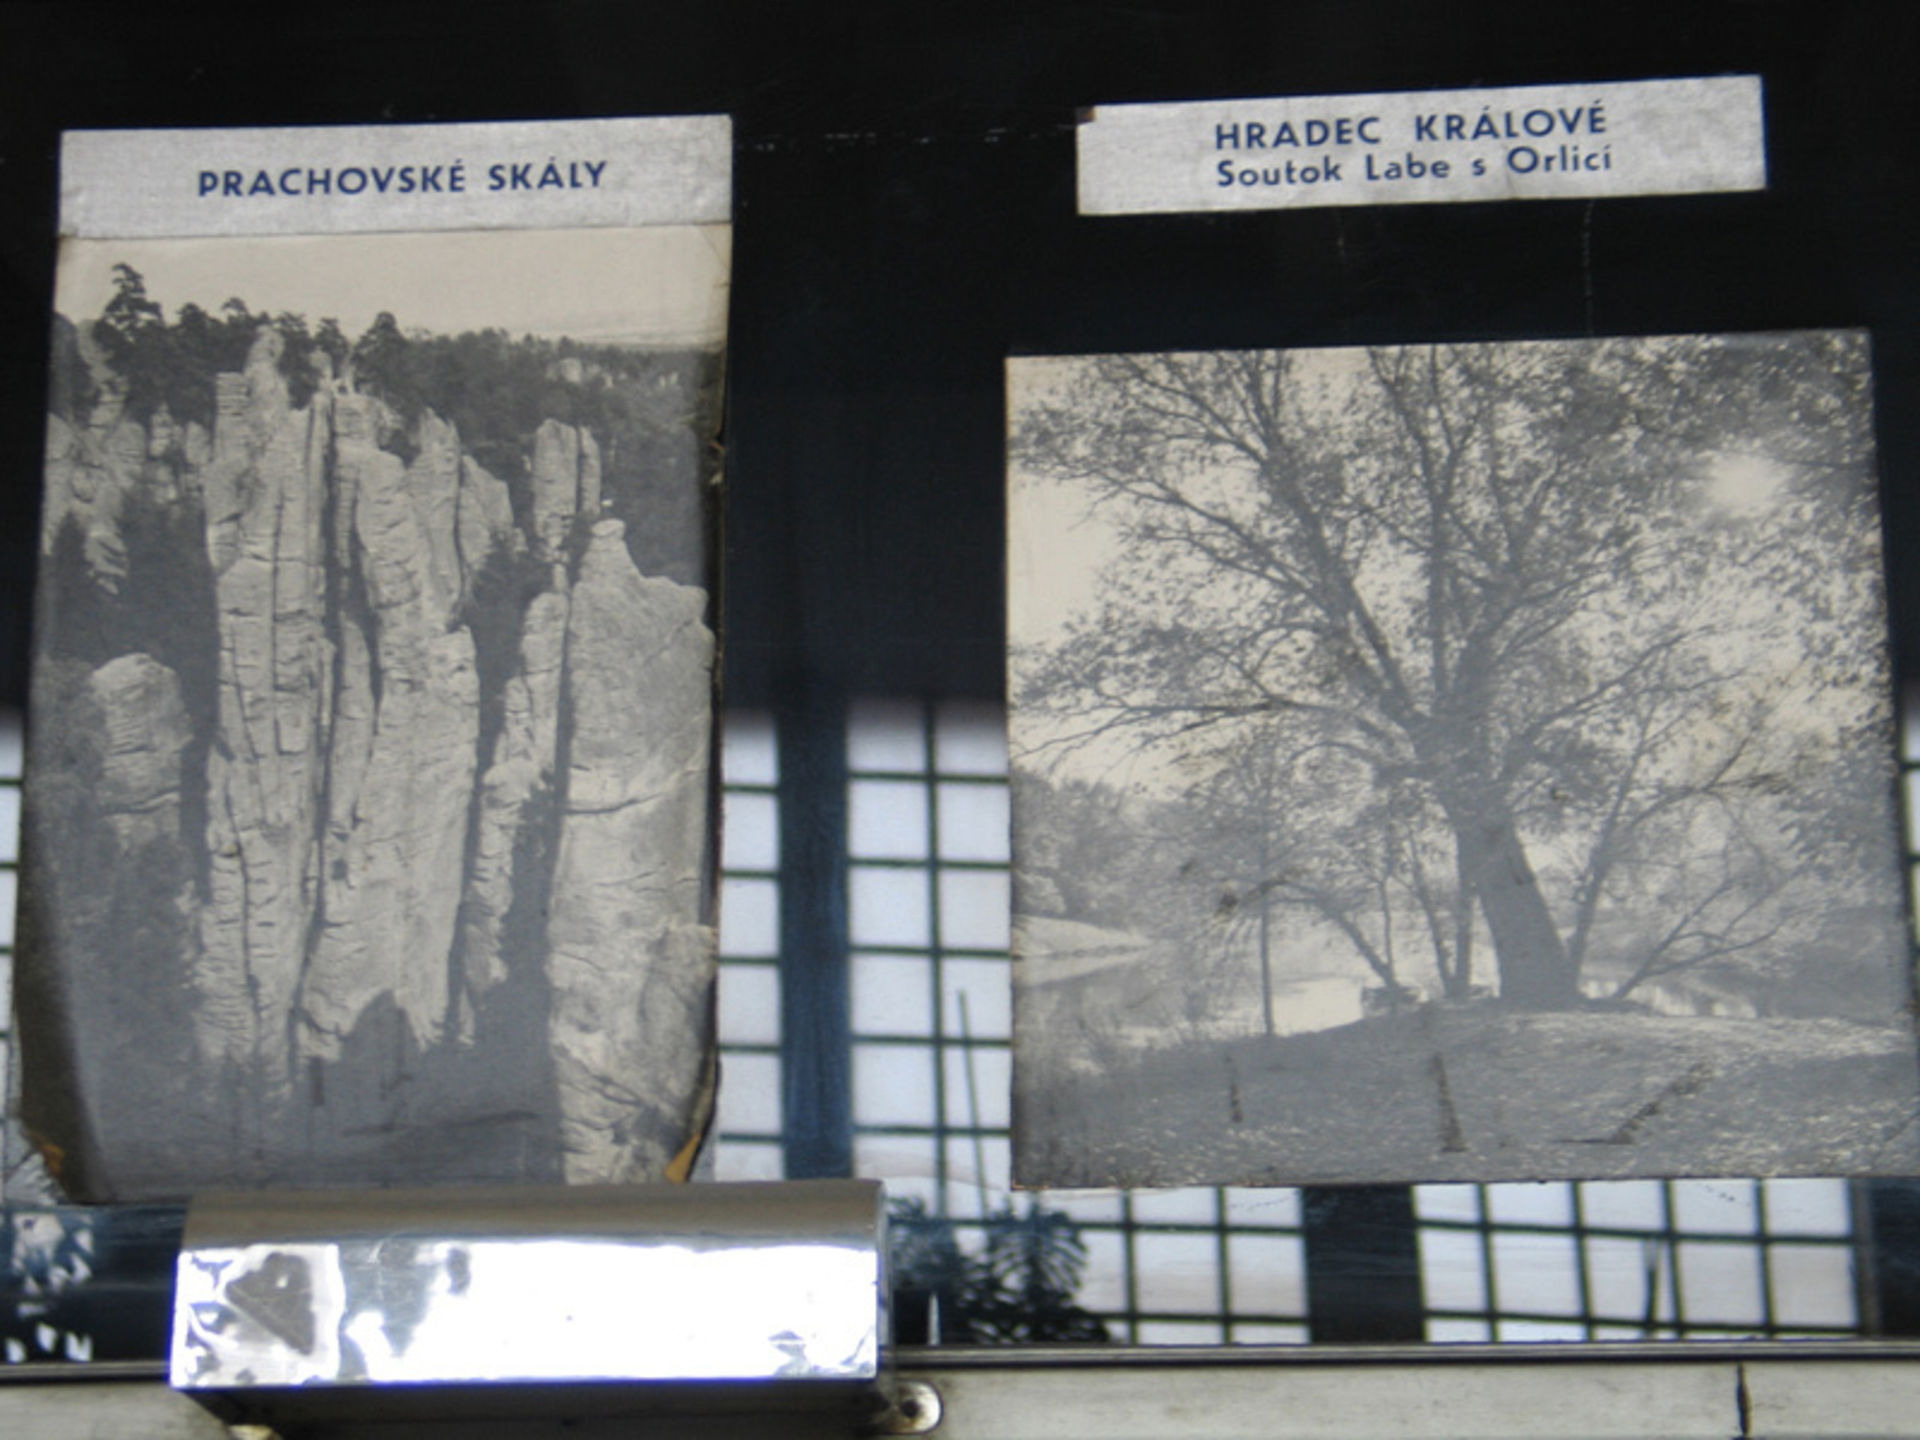 PRACHOVSKÉ SKÁLY
HRADEC KRÁLOVÉ
Soutok Labe s Orlicí